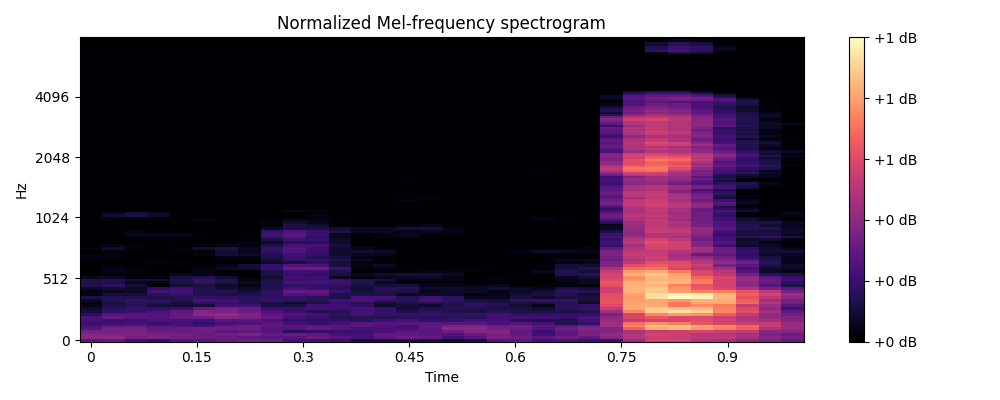 Normalized Mel-frequency spectrogram
Hz
4096
2048
1024
512
0
0 0.15 0.3 0.45 0.6 0.75 0.9
Time
+1 dB
+1 dB
+1 dB
+0 dB
+0 dB
+0 dB